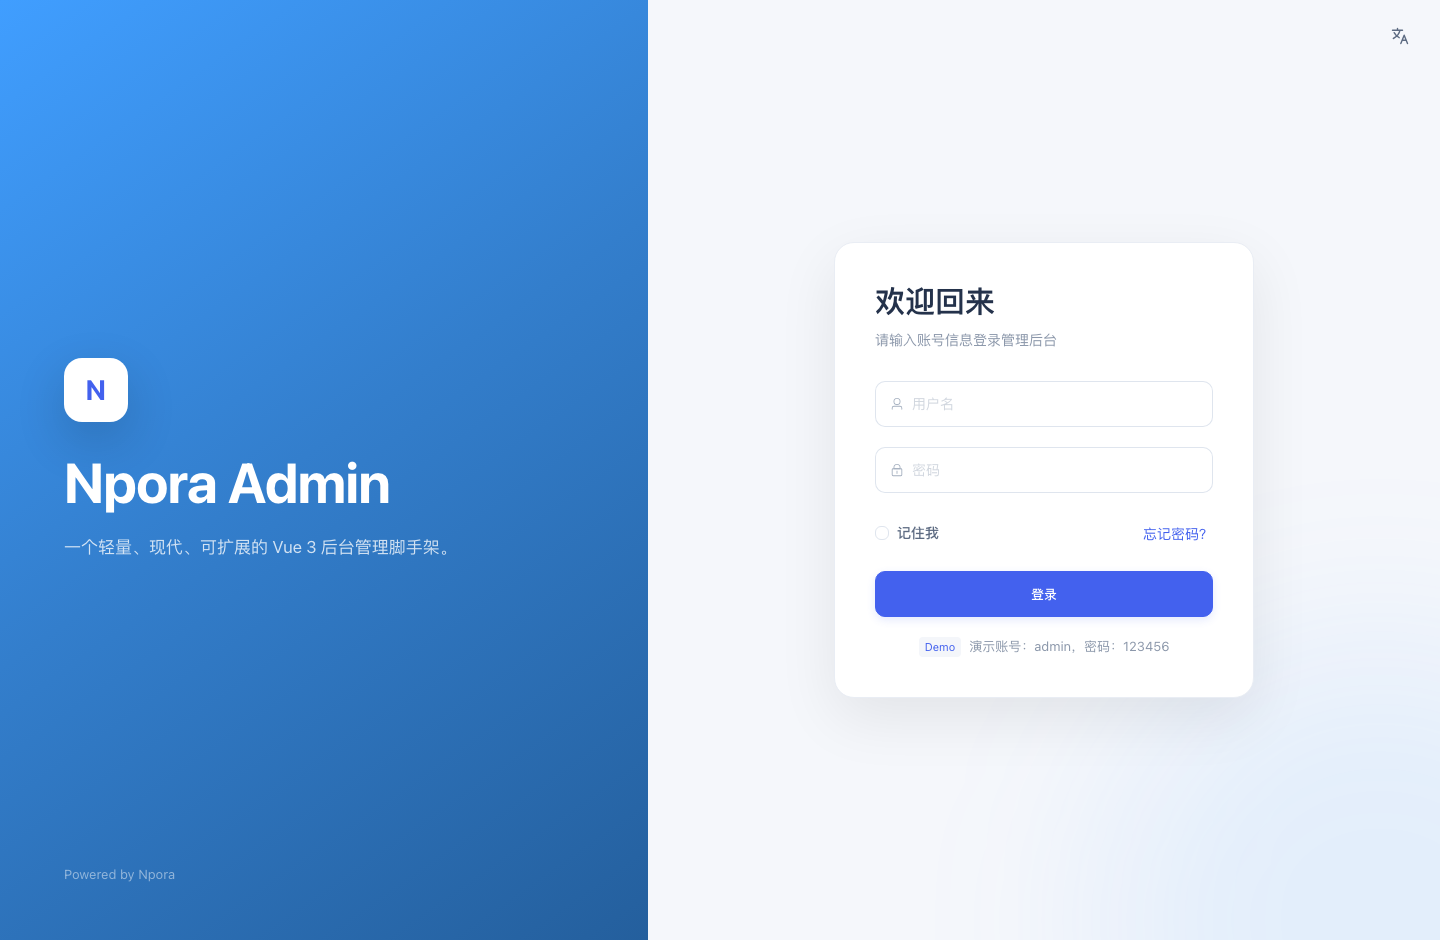 N
Npora Admin
一个轻量、现代、可扩展的 Vue 3 后台管理脚手架。
Powered by Npora
欢迎回来
请输入账号信息登录管理后台
用户名
密码
记住我 忘记密码?
登录
Demo 演示账号：admin，密码：123456